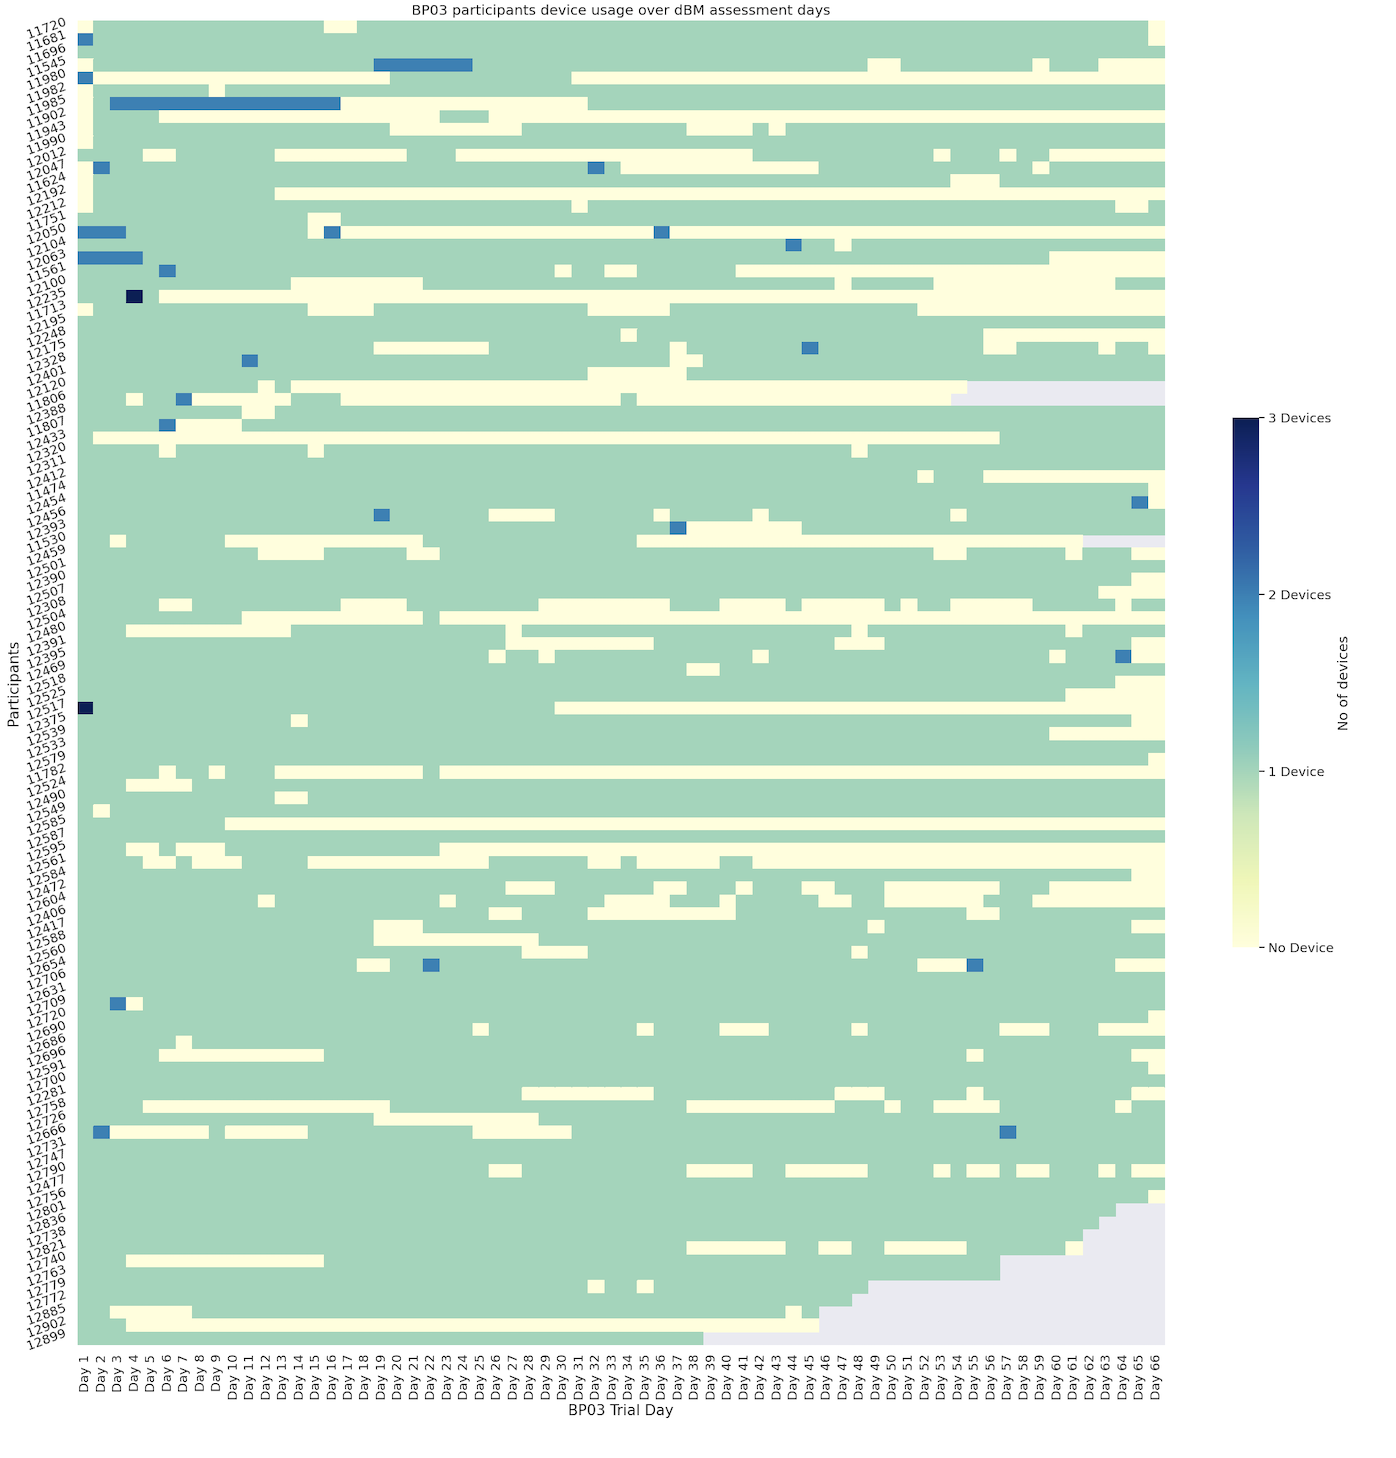 BP03 participants device usage over dBM assessment days
11720
11681
11696
11545
11980
11982
11985
11902
11943
11990
12012
12047
11624
12192
12212
11751
12050
12104
12063
11561
12100
12235
11713
12195
12248
12175
12328
12401
12120
11806
12388
11807
12433
12320
12311
12412
11474
12454
12456
12393
11530
12459
12501
12390
12507
12308
12504
12480
12391
12395
12469
12518
12525
12517
12375
12539
12533
12579
11782
12524
12490
12549
12585
12587
12595
12561
12584
12472
12604
12406
12417
12588
12560
12654
12706
12631
12709
12720
12690
12686
12696
12591
12700
12281
12758
12726
12666
12731
12747
12790
12477
12756
12801
12836
12738
12821
12740
12763
12779
12772
12885
12902
12899
Participants
Day 1
Day 2
Day 3
Day 4
Day 5
Day 6
Day 7
Day 8
Day 9
Day 10
Day 11
Day 12
Day 13
Day 14
Day 15
Day 16
Day 17
Day 18
Day 19
Day 20
Day 21
Day 22
Day 23
Day 24
Day 25
Day 26
Day 27
Day 28
Day 29
Day 30
Day 31
Day 32
Day 33
Day 34
Day 35
Day 36
Day 37
Day 38
Day 39
Day 40
Day 41
Day 42
Day 43
Day 44
Day 45
Day 46
Day 47
Day 48
Day 49
Day 50
Day 51
Day 52
Day 53
Day 54
Day 55
Day 56
Day 57
Day 58
Day 59
Day 60
Day 61
Day 62
Day 63
Day 64
Day 65
Day 66
BP03 Trial Day
3 Devices
2 Devices
1 Device
No Device
No of devices